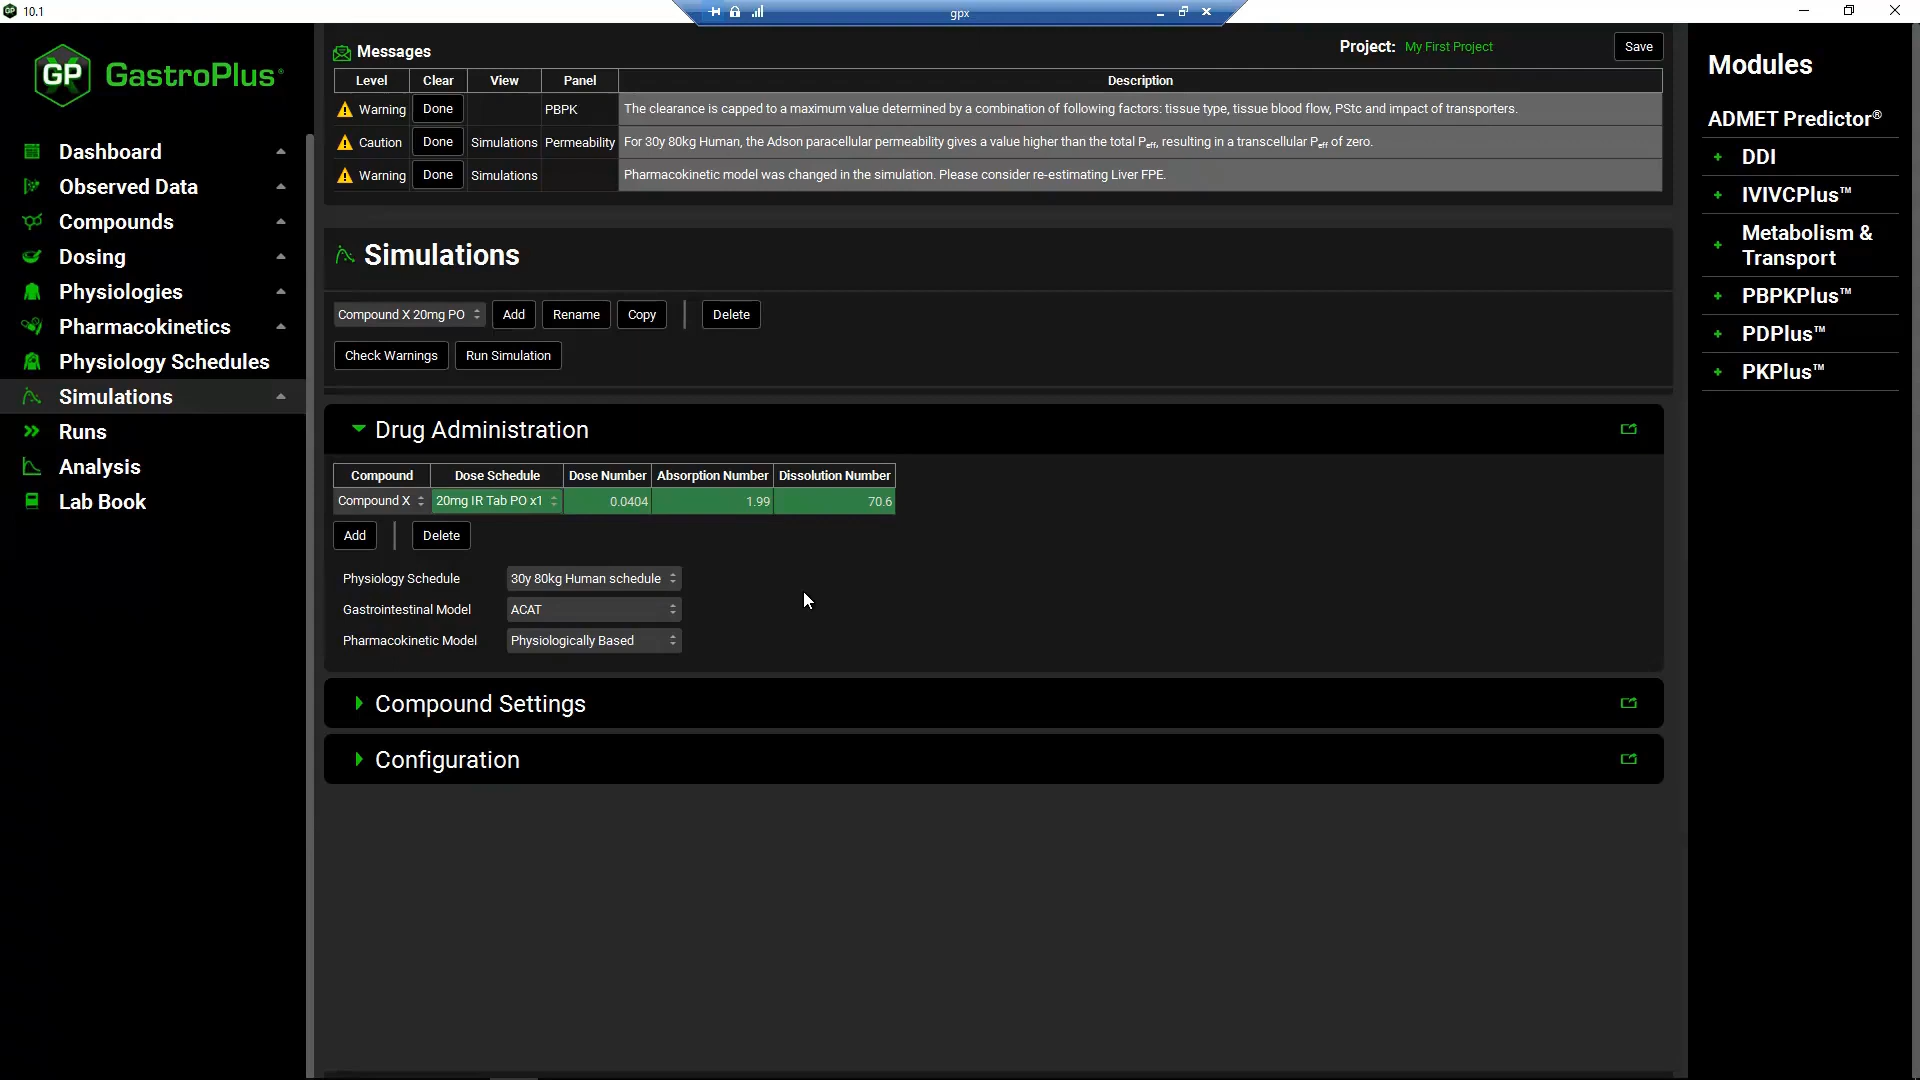 10.1
gpx
GP GastroPlus®
Dashboard
Observed Data
Compounds
Dosing
Physiologies
Pharmacokinetics
Physiology Schedules
Simulations
Runs
Analysis
Lab Book
Messages
Project: My First Project Save
Level Clear View Panel Description
Warning Done PBPK The clearance is capped to a maximum value determined by a combination of following factors: tissue type, tissue blood flow, PStc and impact of transporters.
Caution Done Simulations Permeability For 30y 80kg Human, the Adson paracellular permeability gives a value higher than the total Peff, resulting in a transcellular Peff of zero.
Warning Done Simulations Pharmacokinetic model was changed in the simulation. Please consider re-estimating Liver FPE.
Simulations
Compound X 20mg PO Add Rename Copy Delete
Check Warnings Run Simulation
Drug Administration
Compound Dose Schedule Dose Number Absorption Number Dissolution Number
Compound X 20mg IR Tab PO x1 0.0404 1.99 70.6
Add Delete
Physiology Schedule 30y 80kg Human schedule
Gastrointestinal Model ACAT
Pharmacokinetic Model Physiologically Based
Compound Settings
Configuration
Modules
ADMET Predictor®
+ DDI
+ IVIVCPlus™
+ Metabolism &
Transport
+ PBPKPlus™
+ PDPlus™
+ PKPlus™